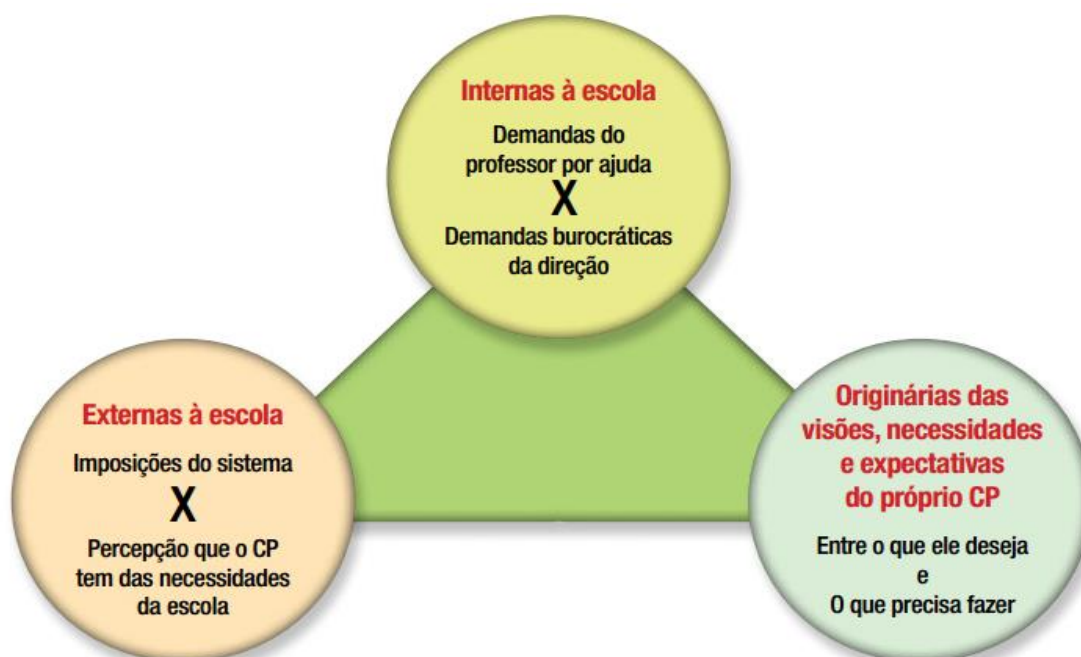 Internas à escola
Demandas do
professor por ajuda
X
Demandas burocráticas
da direção
Externas à escola
Imposições do sistema
X
Percepção que o CP
tem das necessidades
da escola
Originárias das
visões, necessidades
e expectativas
do próprio CP
Entre o que ele deseja
e
O que precisa fazer